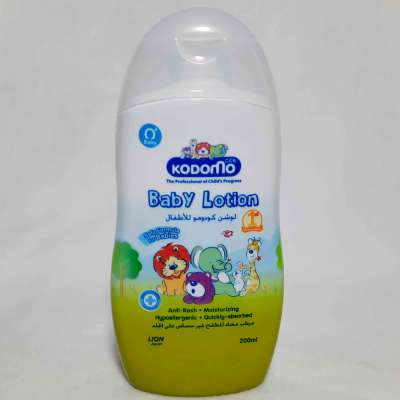 0+
Baby
KODOMO
The Professional of Child's Progress
Baby Lotion
لوشن كودومو للأطفال
Anti-Rash • Moisturizing
Hypoallergenic • Quickly-absorbed
200ml
LION